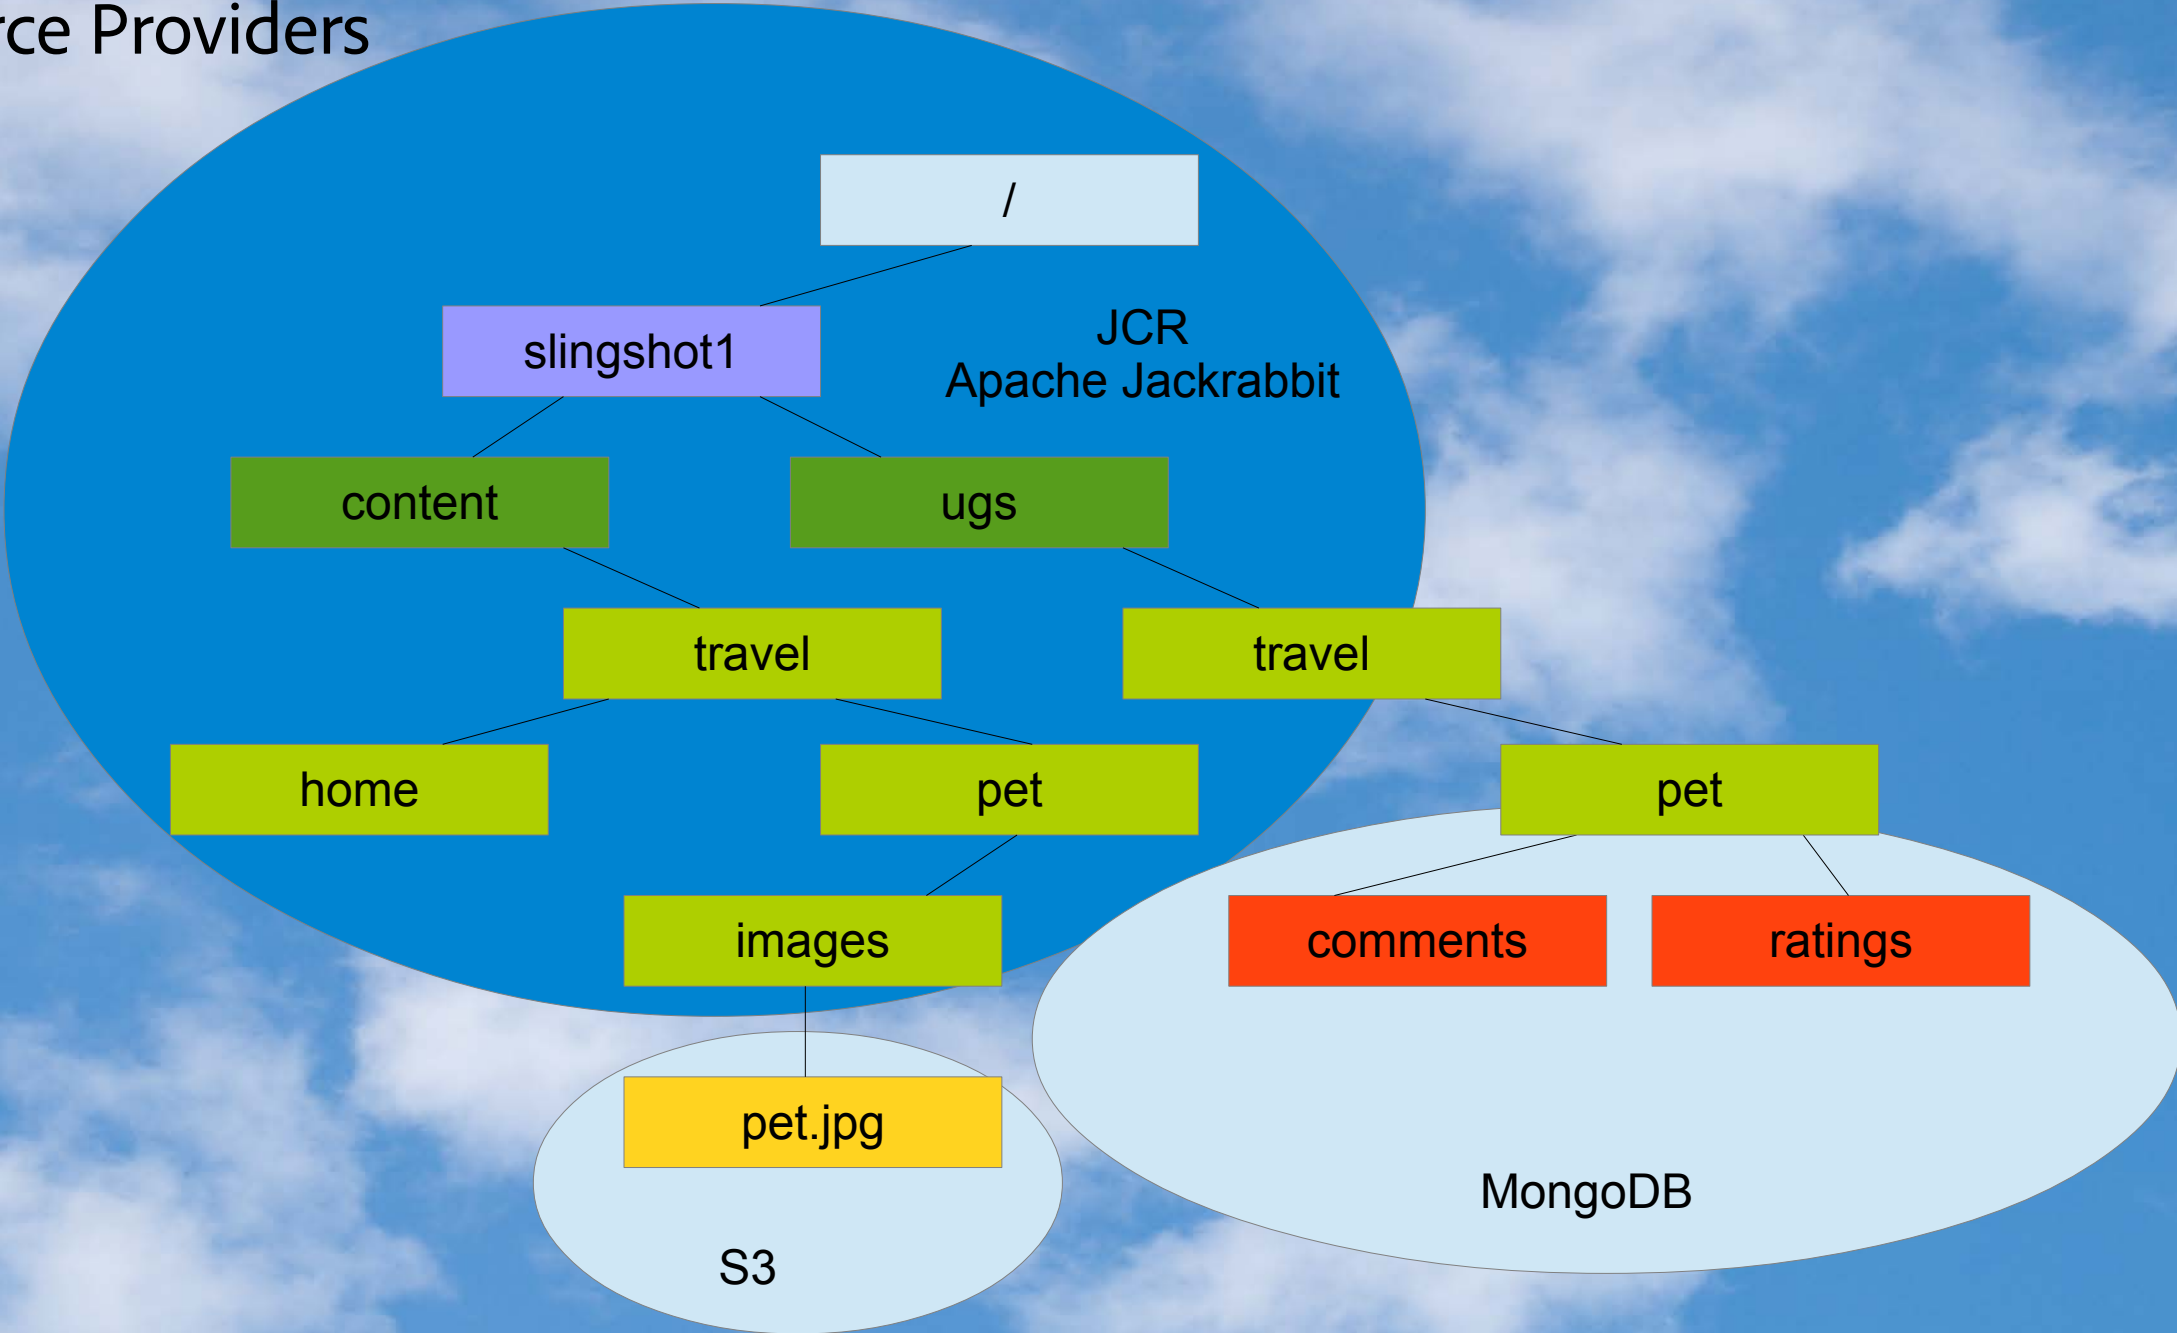 rce Providers
/
slingshot1
JCR
Apache Jackrabbit
content
ugs
travel
travel
home
pet
pet
images
comments
ratings
pet.jpg
MongoDB
S3